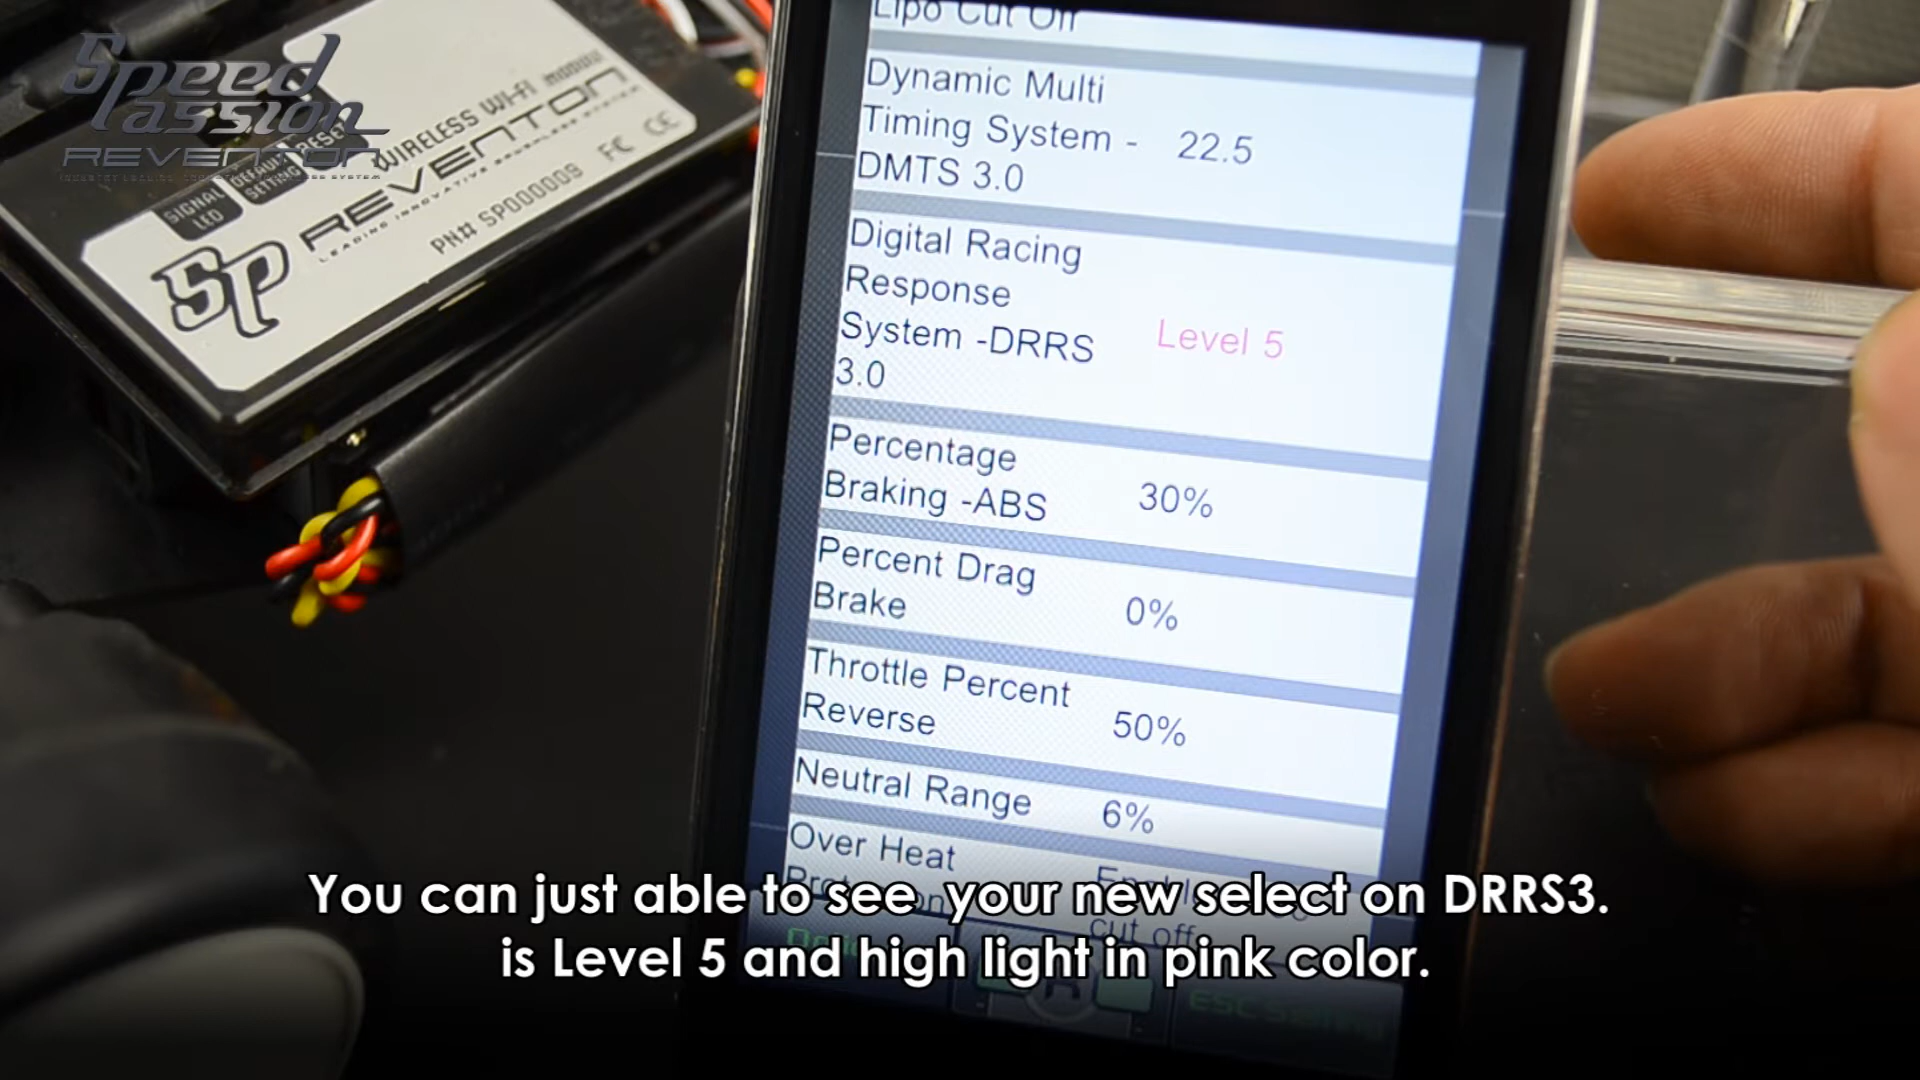 Speed
Passion
REVENTON
WIRELESS WI-FI MODULE
REVENTON
SIGNAL
LED
DEFAULT RESET
SETTING
SP
PN# SP000009
FC CE
Lipo Cut Off
Dynamic Multi
Timing System -
DMTS 3.0
22.5
Digital Racing
Response
System -DRRS
3.0
Level 5
Percentage
Braking -ABS
30%
Percent Drag
Brake
0%
Throttle Percent
Reverse
50%
Neutral Range
6%
Over Heat
cut off
You can just able to see your new select on DRRS3.
is Level 5 and high light in pink color.